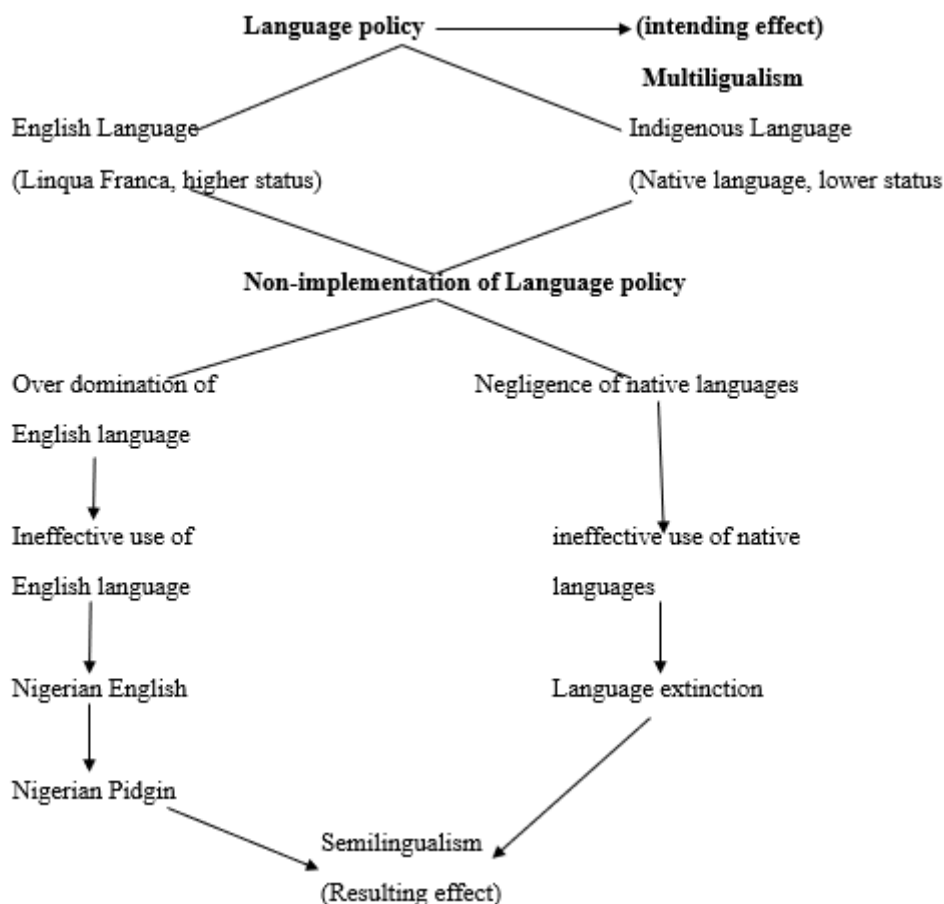 Language policy (intending effect)
Multiligualism
English Language Indigenous Language
(Linqua Franca, higher status) (Native language, lower status
Non-implementation of Language policy
Over domination of Negligence of native languages
English language
Ineffective use of ineffective use of native
English language languages
Nigerian English Language extinction
Nigerian Pidgin
Semilingualism
(Resulting effect)